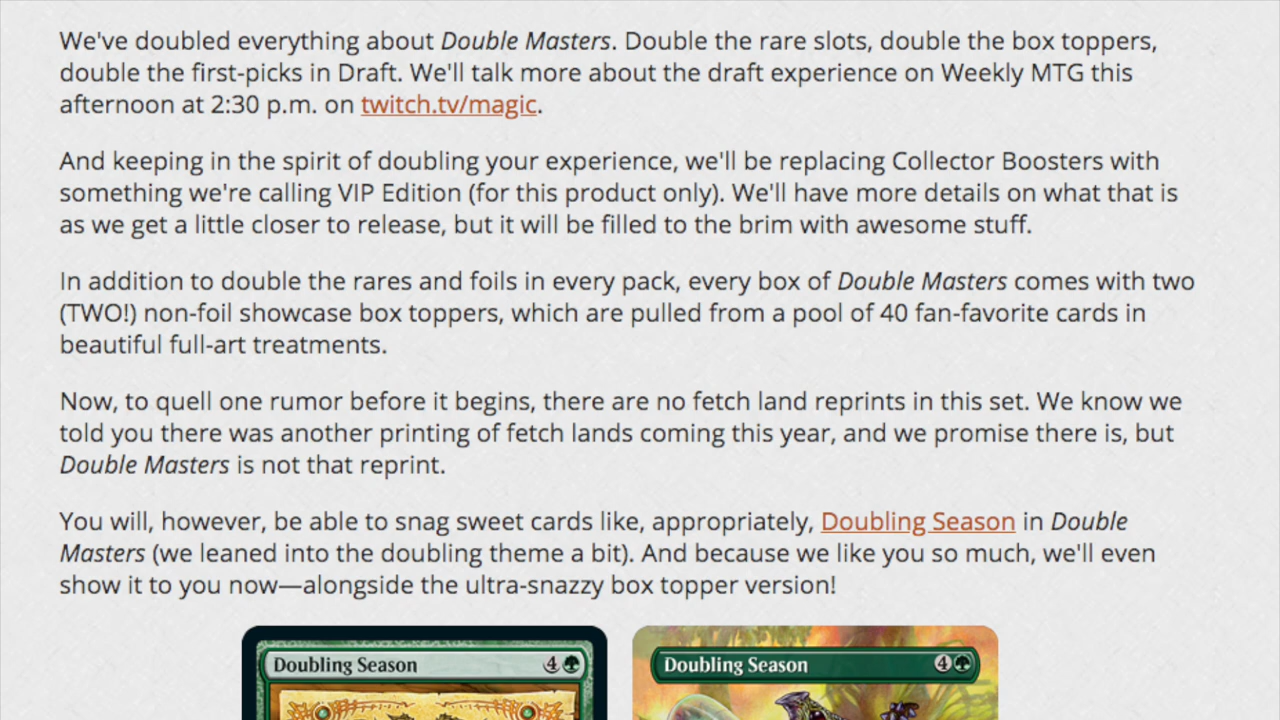 We've doubled everything about Double Masters. Double the rare slots, double the box toppers,
double the first-picks in Draft. We'll talk more about the draft experience on Weekly MTG this
afternoon at 2:30 p.m. on twitch.tv/magic.
And keeping in the spirit of doubling your experience, we'll be replacing Collector Boosters with
something we're calling VIP Edition (for this product only). We'll have more details on what that is
as we get a little closer to release, but it will be filled to the brim with awesome stuff.
In addition to double the rares and foils in every pack, every box of Double Masters comes with two
(TWO!) non-foil showcase box toppers, which are pulled from a pool of 40 fan-favorite cards in
beautiful full-art treatments.
Now, to quell one rumor before it begins, there are no fetch land reprints in this set. We know we
told you there was another printing of fetch lands coming this year, and we promise there is, but
Double Masters is not that reprint.
You will, however, be able to snag sweet cards like, appropriately, Doubling Season in Double
Masters (we leaned into the doubling theme a bit). And because we like you so much, we'll even
show it to you now—alongside the ultra-snazzy box topper version!
Doubling Season 4
Doubling Season 4